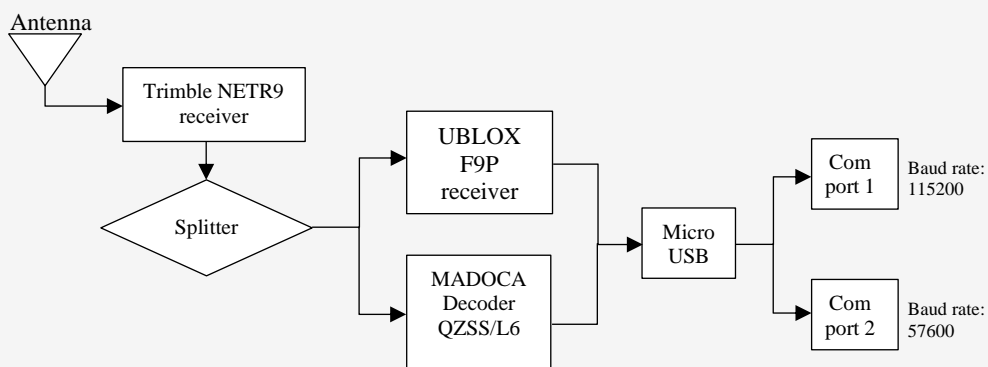 Antenna
Trimble NETR9
receiver
Splitter
UBLOX
F9P
receiver
MADOCA
Decoder
QZSS/L6
Micro
USB
Com
port 1
Baud rate:
115200
Com
port 2
Baud rate:
57600